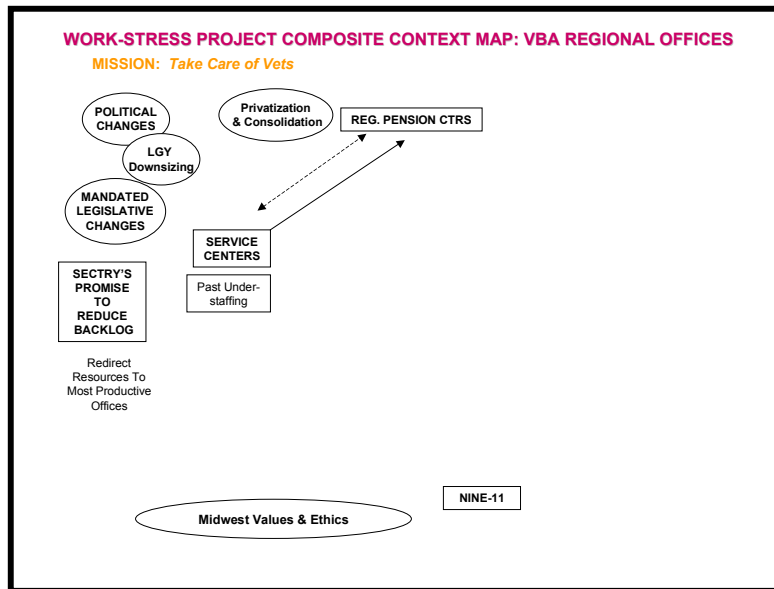 WORK-STRESS PROJECT COMPOSITE CONTEXT MAP: VBA REGIONAL OFFICES
MISSION: Take Care of Vets
POLITICAL
CHANGES
Privatization
& Consolidation
REG. PENSION CTRS
LGY
Downsizing
MANDATED
LEGISLATIVE
CHANGES
SERVICE
CENTERS
SECTRY'S
PROMISE
TO
REDUCE
BACKLOG
Past Under-
staffing
Redirect
Resources To
Most Productive
Offices
NINE-11
Midwest Values & Ethics